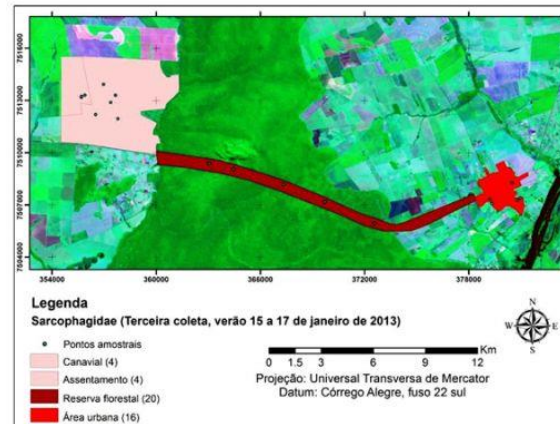 7516000
7513000
7510000
7507000
7504000
354000 360000 366000 372000 378000
Legenda
Sarcophagidae (Terceira coleta, verão 15 a 17 de janeiro de 2013)
Pontos amostrais
Canavial (4)
Assentamento (4)
Reserva florestal (20)
Área urbana (16)
N
W E
S
Km
0 1.5 3 6 9 12
Projeção: Universal Transversa de Mercator
Datum: Córrego Alegre, fuso 22 sul